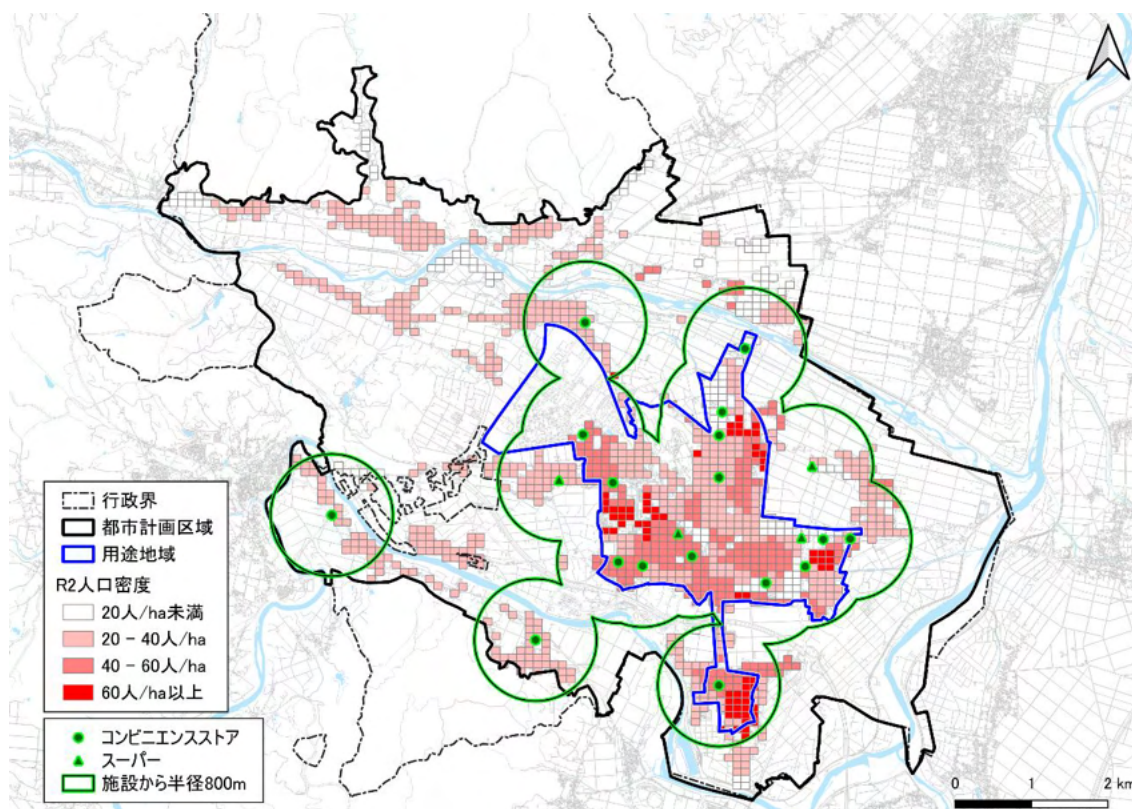 行政界
都市計画区域
用途地域
R2人口密度
20人/ha未満
20 - 40人/ha
40 - 60人/ha
60人/ha以上
コンビニエンスストア
スーパー
施設から半径800m
0 1 2 km